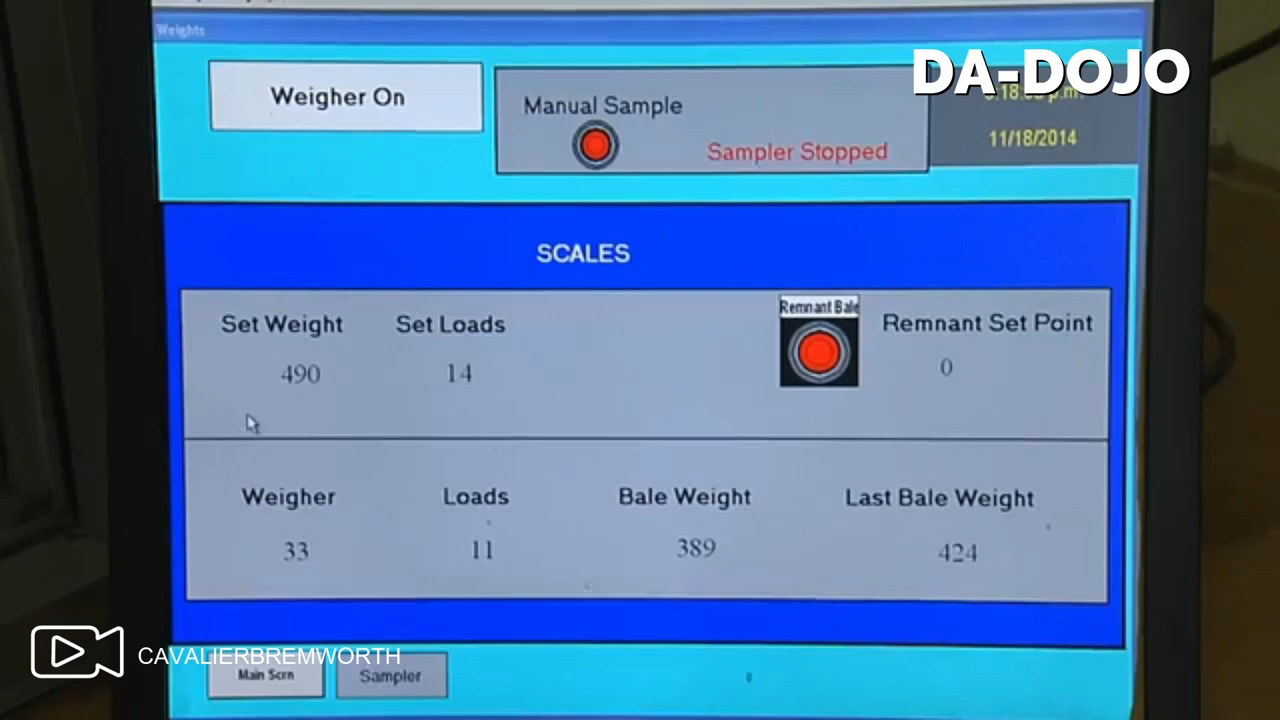 Weights
DA-DOJO
Weigher On
Manual Sample
Sampler Stopped
11/18/2014
SCALES
Set Weight
Set Loads
Remnant Bale
Remnant Set Point
490
14
0
Weigher
Loads
Bale Weight
Last Bale Weight
33
11
389
424
CAVALIERBREMWORTH
Main Scrn
Sampler